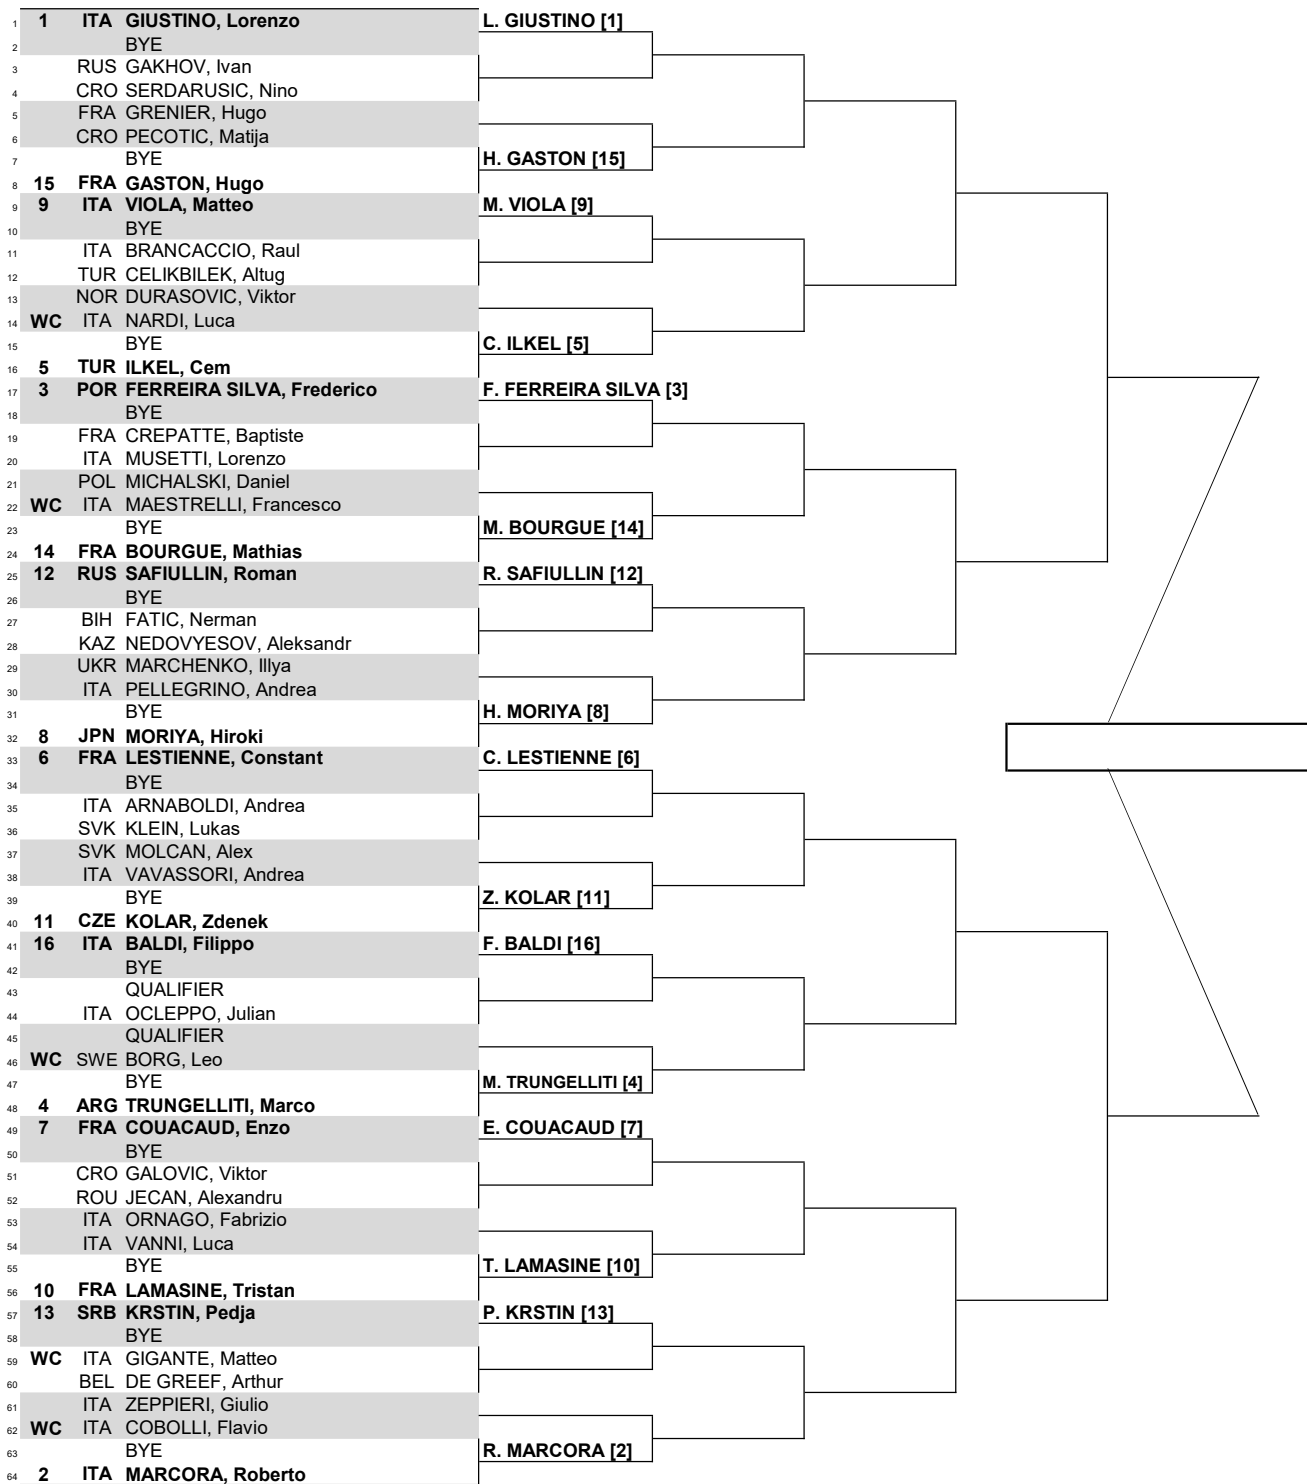 1 1 ITA GIUSTINO, Lorenzo L. GIUSTINO [1]
2 BYE
3 RUS GAKHOV, Ivan
4 CRO SERDARUSIC, Nino
5 FRA GRENIER, Hugo
6 CRO PECOTIC, Matija
7 BYE H. GASTON [15]
8 15 FRA GASTON, Hugo
9 9 ITA VIOLA, Matteo M. VIOLA [9]
10 BYE
11 ITA BRANCACCIO, Raul
12 TUR CELIKBILEK, Altug
13 NOR DURASOVIC, Viktor
14 WC ITA NARDI, Luca
15 BYE C. ILKEL [5]
16 5 TUR ILKEL, Cem
17 3 POR FERREIRA SILVA, Frederico F. FERREIRA SILVA [3]
18 BYE
19 FRA CREPATTE, Baptiste
20 ITA MUSETTI, Lorenzo
21 POL MICHALSKI, Daniel
22 WC ITA MAESTRELLI, Francesco
23 BYE M. BOURGUE [14]
24 14 FRA BOURGUE, Mathias
25 12 RUS SAFIULLIN, Roman R. SAFIULLIN [12]
26 BYE
27 BIH FATIC, Nerman
28 KAZ NEDOVYESOV, Aleksandr
29 UKR MARCHENKO, Illya
30 ITA PELLEGRINO, Andrea
31 BYE H. MORIYA [8]
32 8 JPN MORIYA, Hiroki
33 6 FRA LESTIENNE, Constant C. LESTIENNE [6]
34 BYE
35 ITA ARNABOLDI, Andrea
36 SVK KLEIN, Lukas
37 SVK MOLCAN, Alex
38 ITA VAVASSORI, Andrea
39 BYE Z. KOLAR [11]
40 11 CZE KOLAR, Zdenek
41 16 ITA BALDI, Filippo F. BALDI [16]
42 BYE
43 QUALIFIER
44 ITA OCLEPPO, Julian
45 QUALIFIER
46 WC SWE BORG, Leo
47 BYE M. TRUNGELLITI [4]
48 4 ARG TRUNGELLITI, Marco
49 7 FRA COUACAUD, Enzo E. COUACAUD [7]
50 BYE
51 CRO GALOVIC, Viktor
52 ROU JECAN, Alexandru
53 ITA ORNAGO, Fabrizio
54 ITA VANNI, Luca
55 BYE T. LAMASINE [10]
56 10 FRA LAMASINE, Tristan
57 13 SRB KRSTIN, Pedja P. KRSTIN [13]
58 BYE
59 WC ITA GIGANTE, Matteo
60 BEL DE GREEF, Arthur
61 ITA ZEPPIERI, Giulio
62 WC ITA COBOLLI, Flavio
63 BYE R. MARCORA [2]
64 2 ITA MARCORA, Roberto